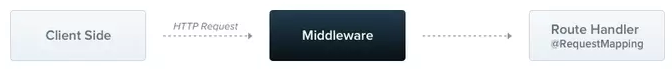 Client Side
HTTP Request
Middleware
Route Handler
@RequestMapping